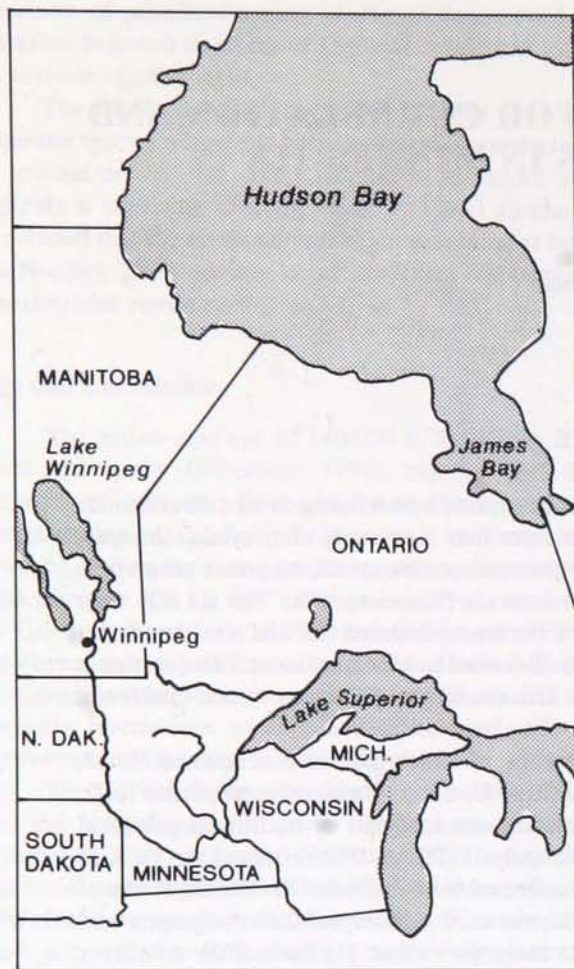 Hudson Bay
MANITOBA
Lake
Winnipeg
James
Bay
ONTARIO
Winnipeg
Lake Superior
N. DAK.
MICH.
WISCONSIN
SOUTH
DAKOTA
MINNESOTA